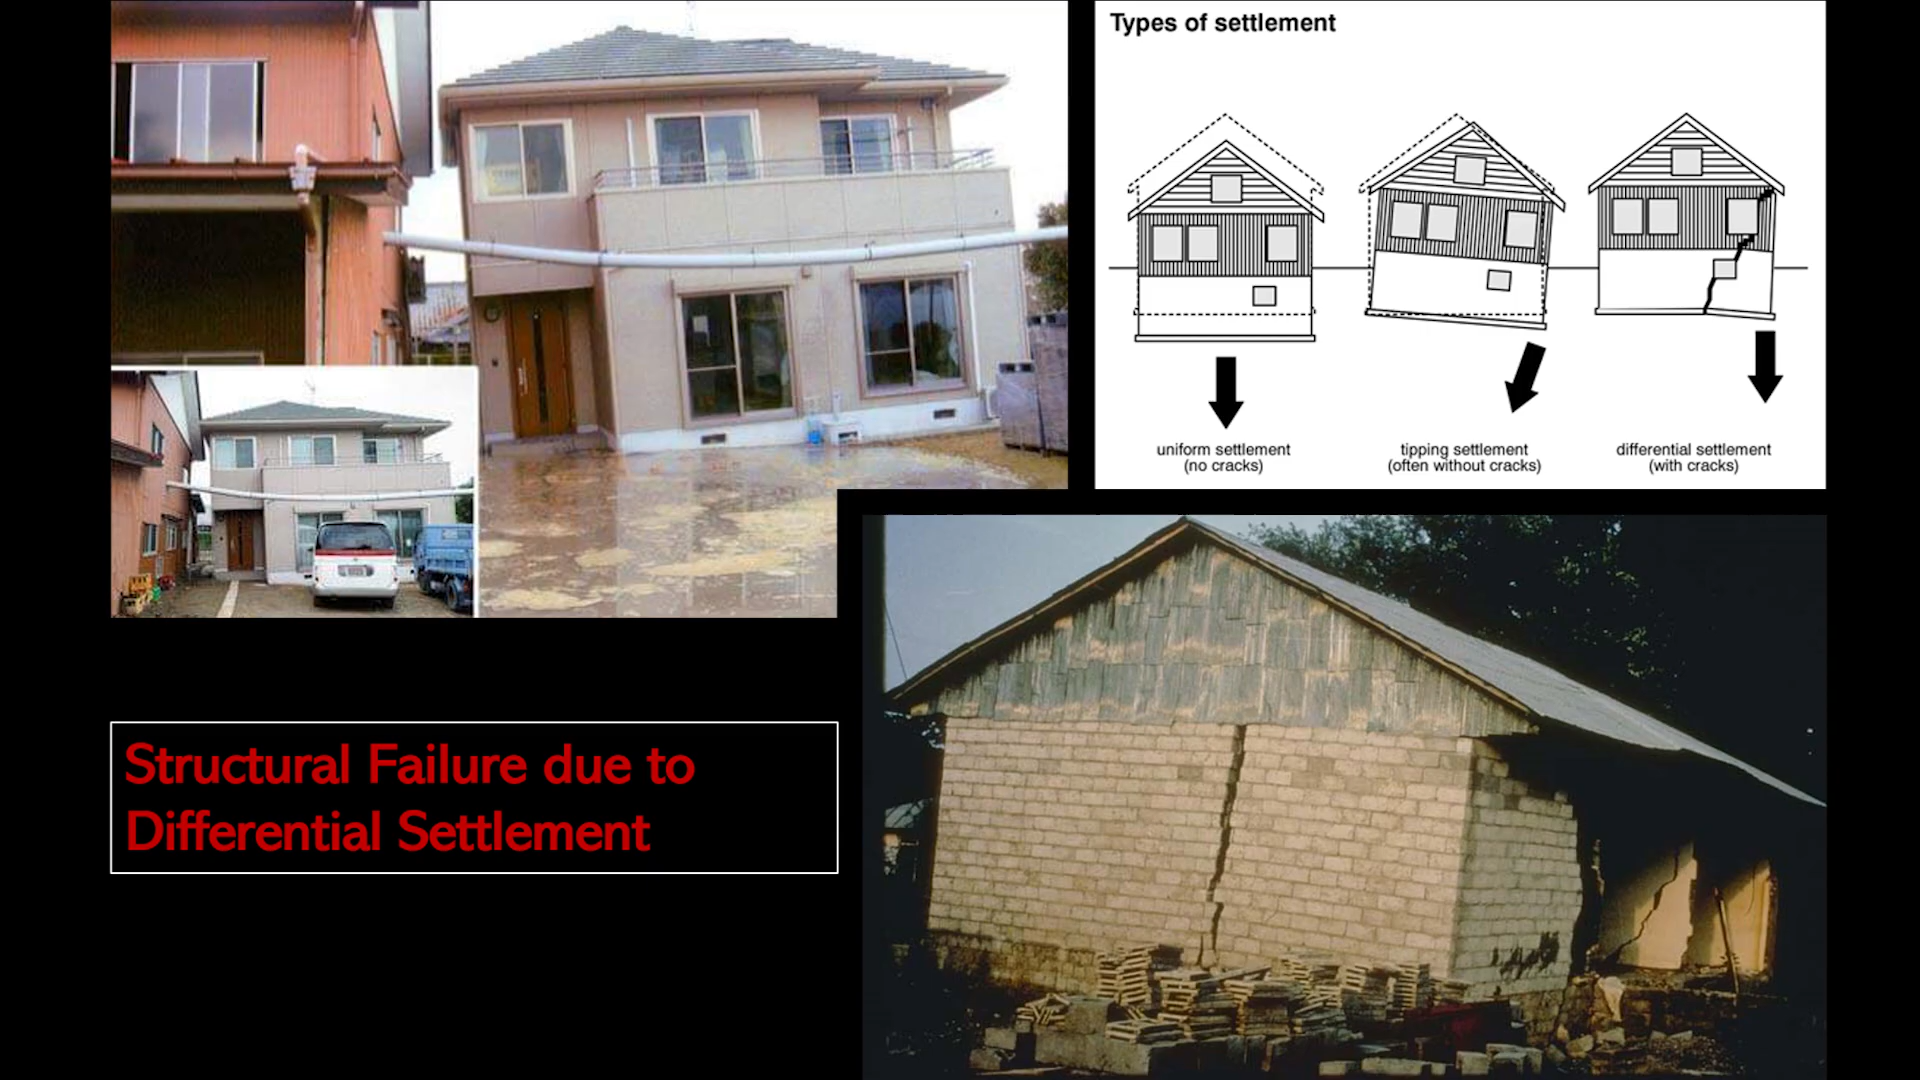 Types of settlement
uniform settlement
(no cracks)
tipping settlement
(often without cracks)
differential settlement
(with cracks)
Structural Failure due to
Differential Settlement